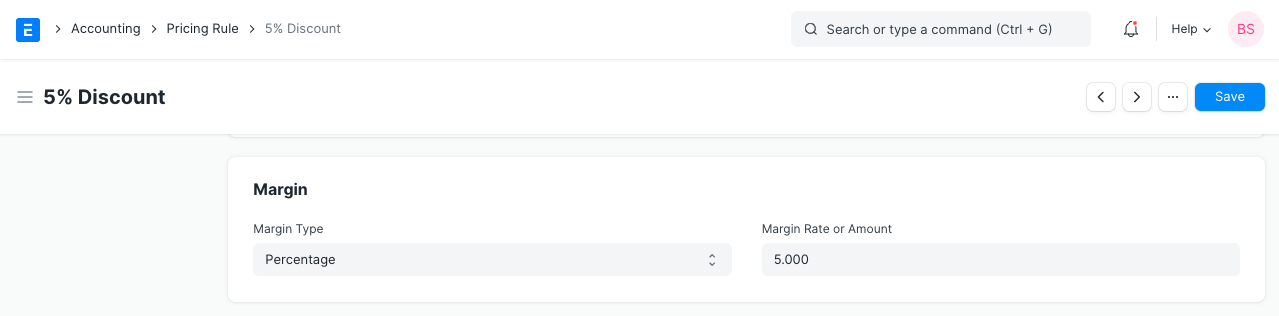 E Accounting Pricing Rule 5% Discount Search or type a command (Ctrl + G) Help BS
5% Discount ... Save
Margin
Margin Type Margin Rate or Amount
Percentage 5.000